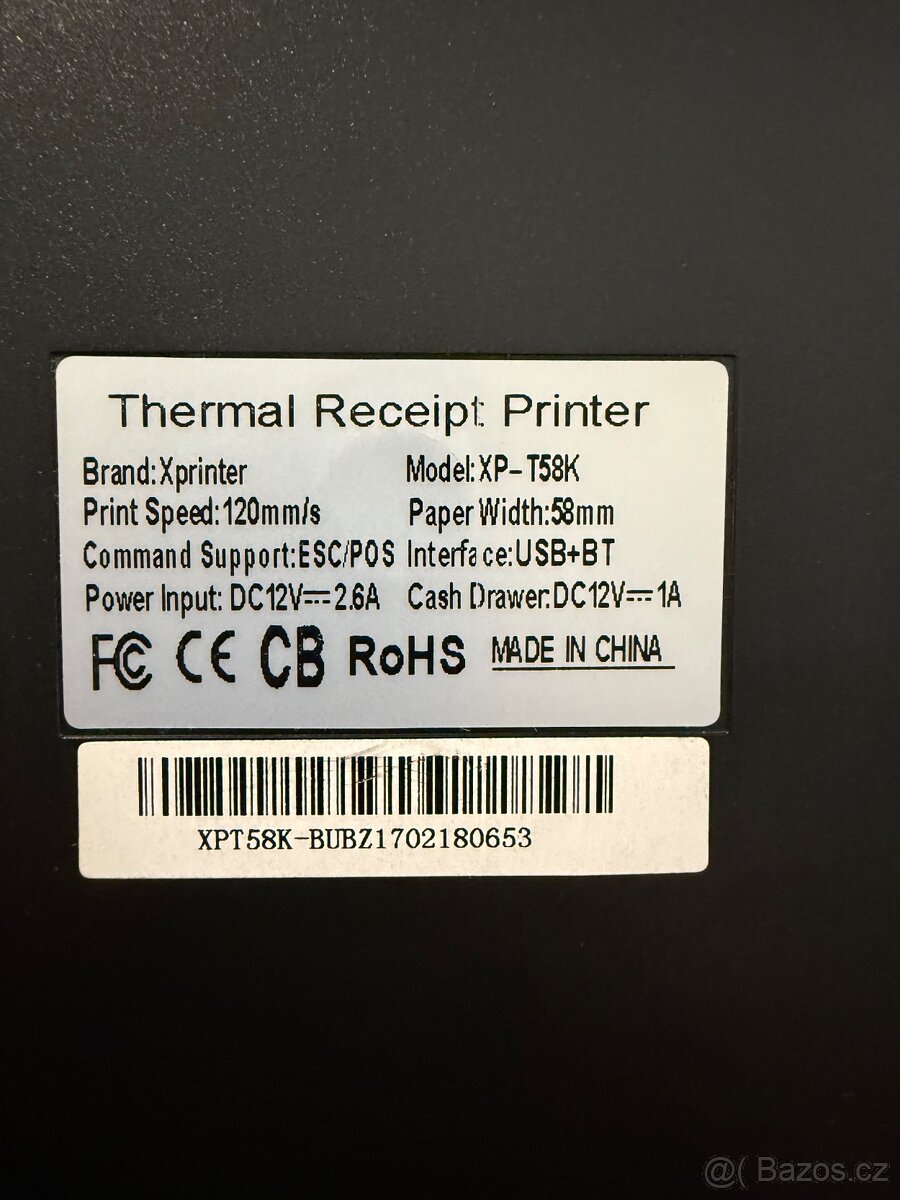 Thermal Receipt Printer
Brand:Xprinter Model:XP-T58K
Print Speed:120mm/s Paper Width:58mm
Command Support:ESC/POS Interface:USB+BT
Power Input: DC12V⎓2.6A Cash Drawer:DC12V⎓1A
FC CE CB RoHS MADE IN CHINA
XPT58K-BUBZ1702180653
@( Bazos.cz